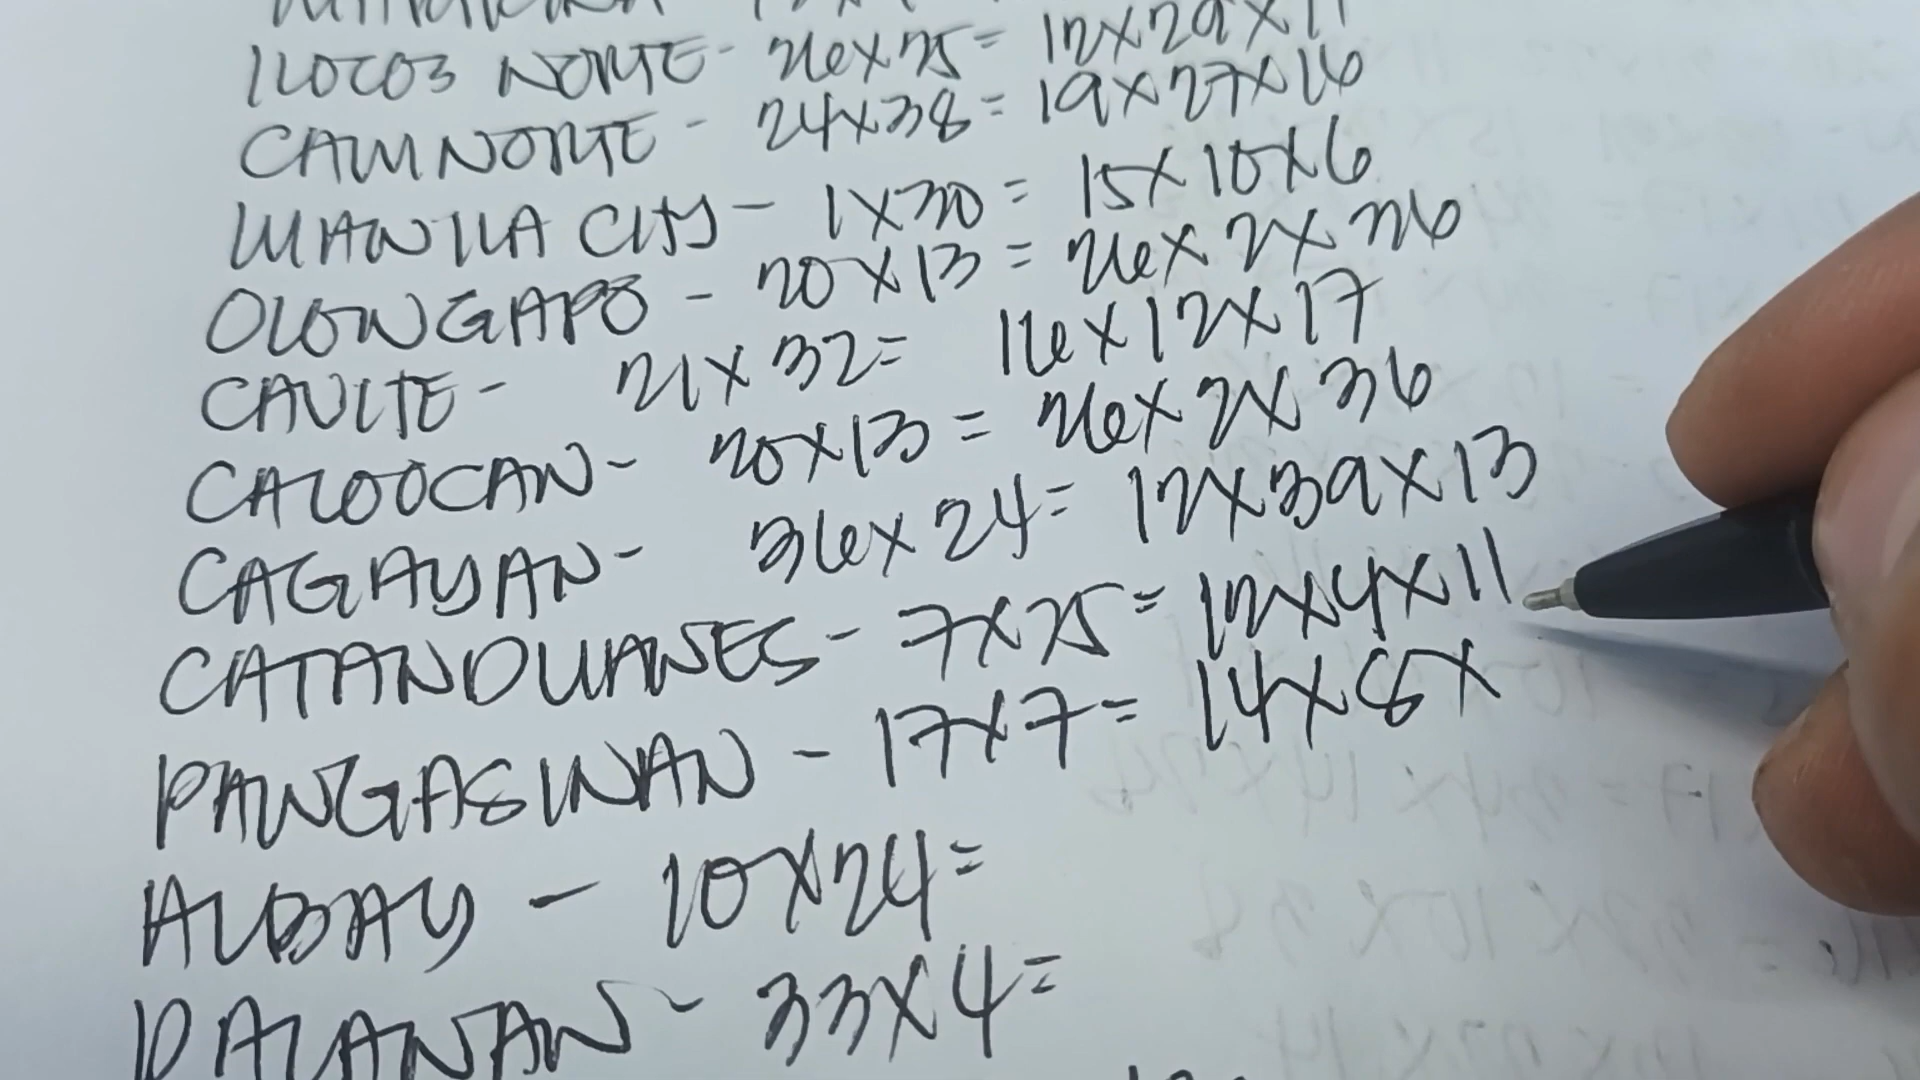 ILOCOS NORTE - 26x25 = 12x29x11
CAM NORTE - 24x38 = 19x27x16
MANILA CITY - 1x30 = 15x10x6
OLONGAPO - 20x13 = 26x2x36
CAVITE - 21x32 = 16x12x17
CALOOCAN - 20x13 = 26x2x36
CAGAYAN - 36x24 = 12x39x13
CATANDUANES - 7x25 = 12x4x11
PANGASINAN - 17x7 = 14x8x
ALBAY - 10x24 =
33x4 =